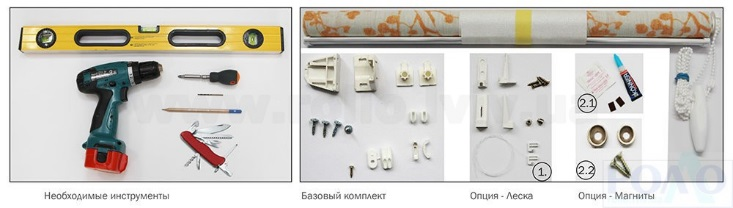 1.
2.1
2.2
Необходимые инструменты
Базовый комплект
Опция - Леска
Опция - Магниты